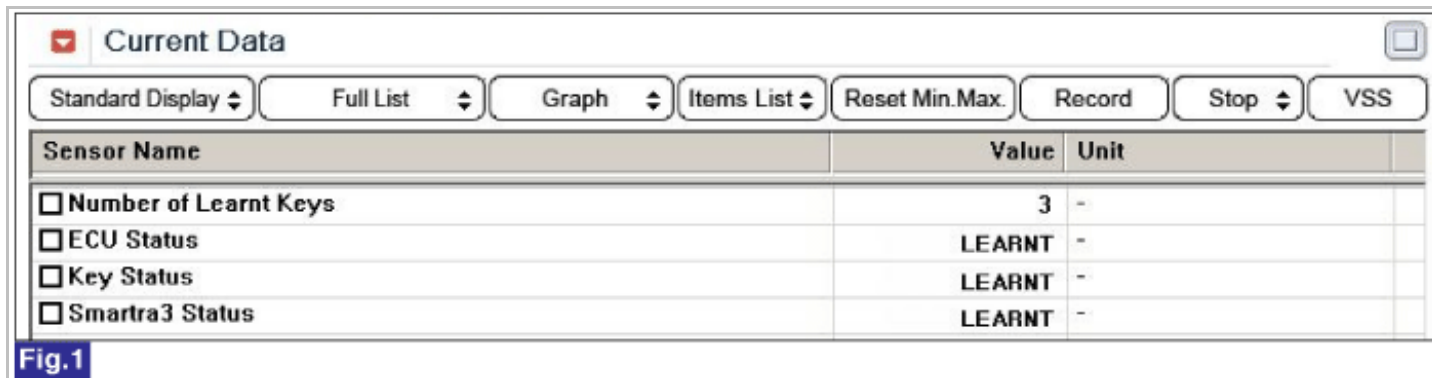 Current Data
Standard Display Full List Graph Items List Reset Min.Max. Record Stop VSS
Sensor Name Value Unit
Number of Learnt Keys 3 -
ECU Status LEARNT -
Key Status LEARNT -
Smartra3 Status LEARNT -
Fig.1